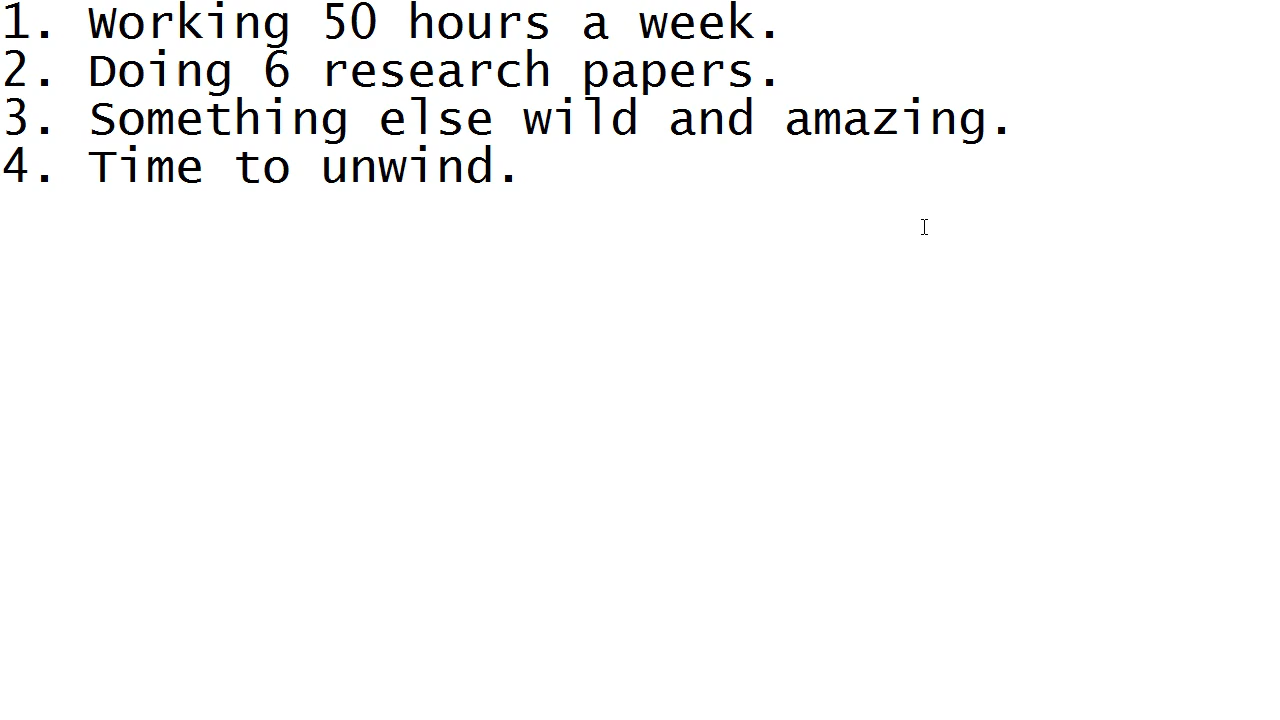 1. Working 50 hours a week.
2. Doing 6 research papers.
3. Something else wild and amazing.
4. Time to unwind.